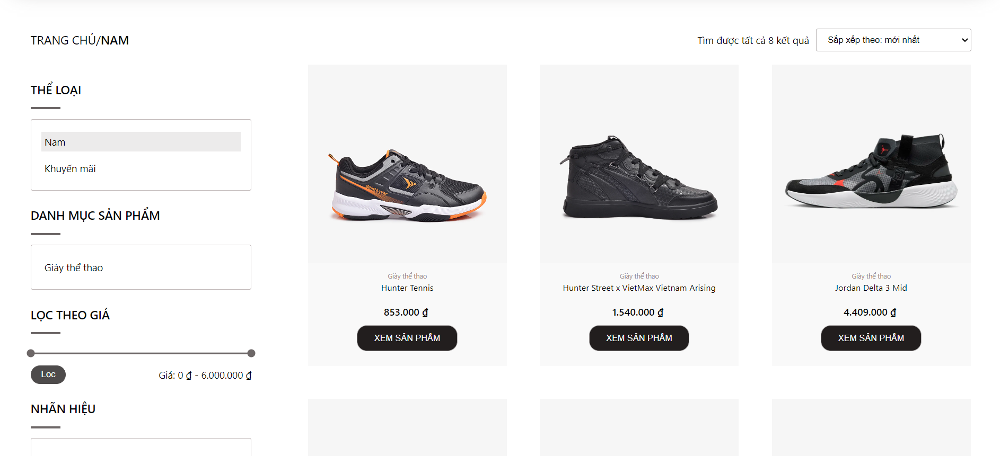 TRANG CHỦ/NAM
Tìm được tất cả 8 kết quả
Sắp xếp theo: mới nhất
THỂ LOẠI
Nam
Khuyến mãi
DANH MỤC SẢN PHẨM
Giày thể thao
LỌC THEO GIÁ
Lọc
Giá: 0 ₫ - 6.000.000 ₫
NHÃN HIỆU
Biti'sHunter
Giày thể thao
Hunter Tennis
853.000 ₫
XEM SẢN PHẨM
Giày thể thao
Hunter Street x VietMax Vietnam Arising
1.540.000 ₫
XEM SẢN PHẨM
Giày thể thao
Jordan Delta 3 Mid
4.409.000 ₫
XEM SẢN PHẨM